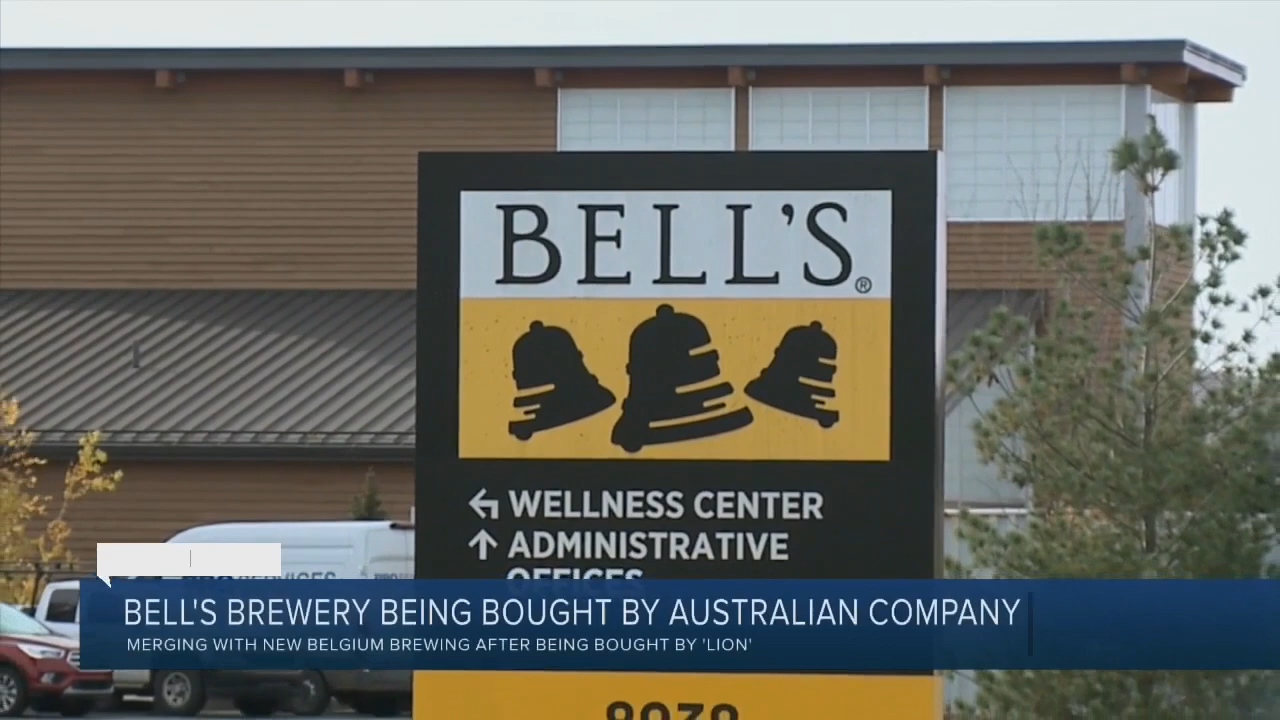 BELL'S®
WELLNESS CENTER
ADMINISTRATIVE
OFFICES
BELL'S BREWERY BEING BOUGHT BY AUSTRALIAN COMPANY
MERGING WITH NEW BELGIUM BREWING AFTER BEING BOUGHT BY 'LION'